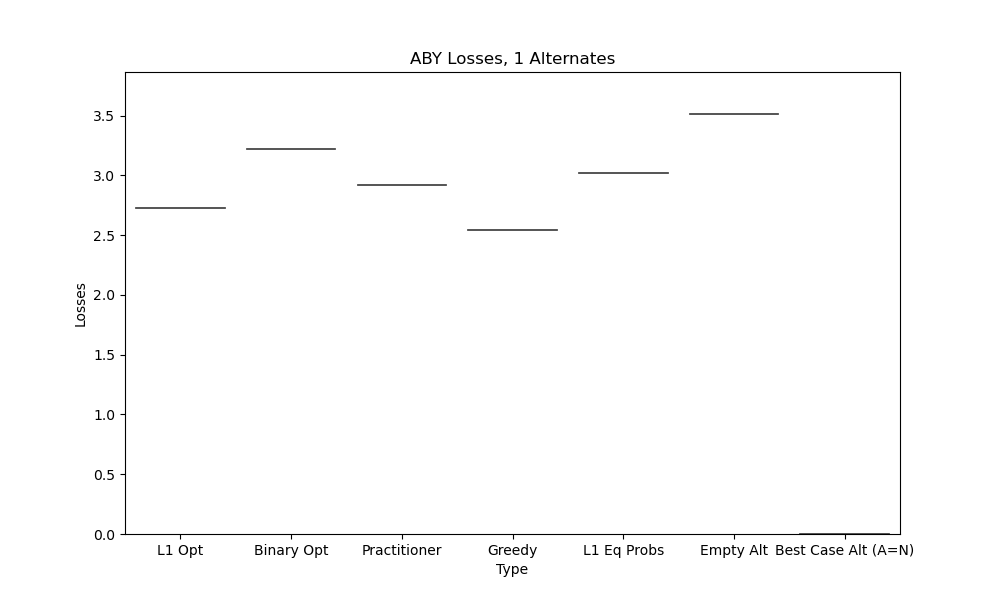 ABY Losses, 1 Alternates
3.5
3.0
2.5
2.0
1.5
1.0
0.5
0.0
Losses
L1 Opt
Binary Opt
Practitioner
Greedy
L1 Eq Probs
Empty Alt
Best Case Alt (A=N)
Type